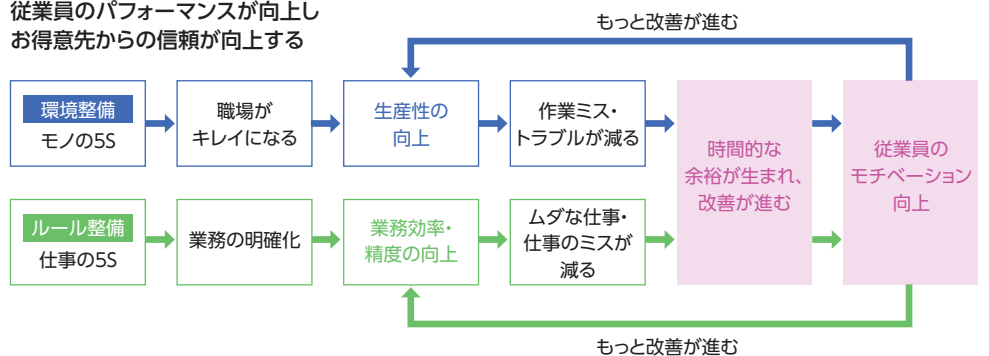 従業員のパフォーマンスが向上し
お得意先からの信頼が向上する
もっと改善が進む
環境整備
モノの5S
職場が
キレイになる
生産性の
向上
作業ミス・
トラブルが減る
ルール整備
仕事の5S
業務の明確化
業務効率・
精度の向上
ムダな仕事・
仕事のミスが
減る
時間的な
余裕が生まれ、
改善が進む
従業員の
モチベーション
向上
もっと改善が進む